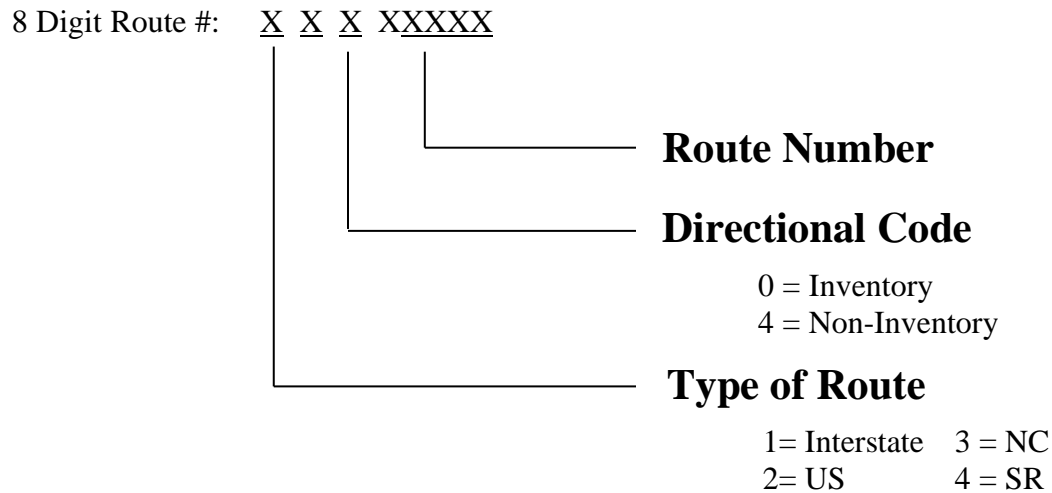 8 Digit Route #: X X X XXXXXX
Route Number
Directional Code
0 = Inventory
4 = Non-Inventory
Type of Route
1= Interstate 3 = NC
2= US 4 = SR